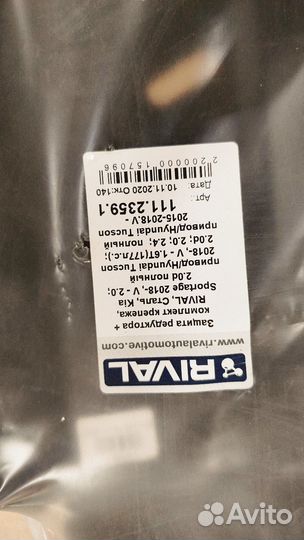 RIVAL
www.rivalautomotive.com
Защита редуктора +
комплект крепежа,
RIVAL, Сталь, Kia
Sportage 2018- V - 2.0;
2.0d полный
привод/Hyundai Tucson
2018- V - 1.6T(177л.с.);
2.0d; 2.0; 2.4; полный
привод/Hyundai Tucson
2015-2018 V -
Арт.: 111.2359.1
Дата: 10.11.2020 Отк:140
2200000157096
Avito